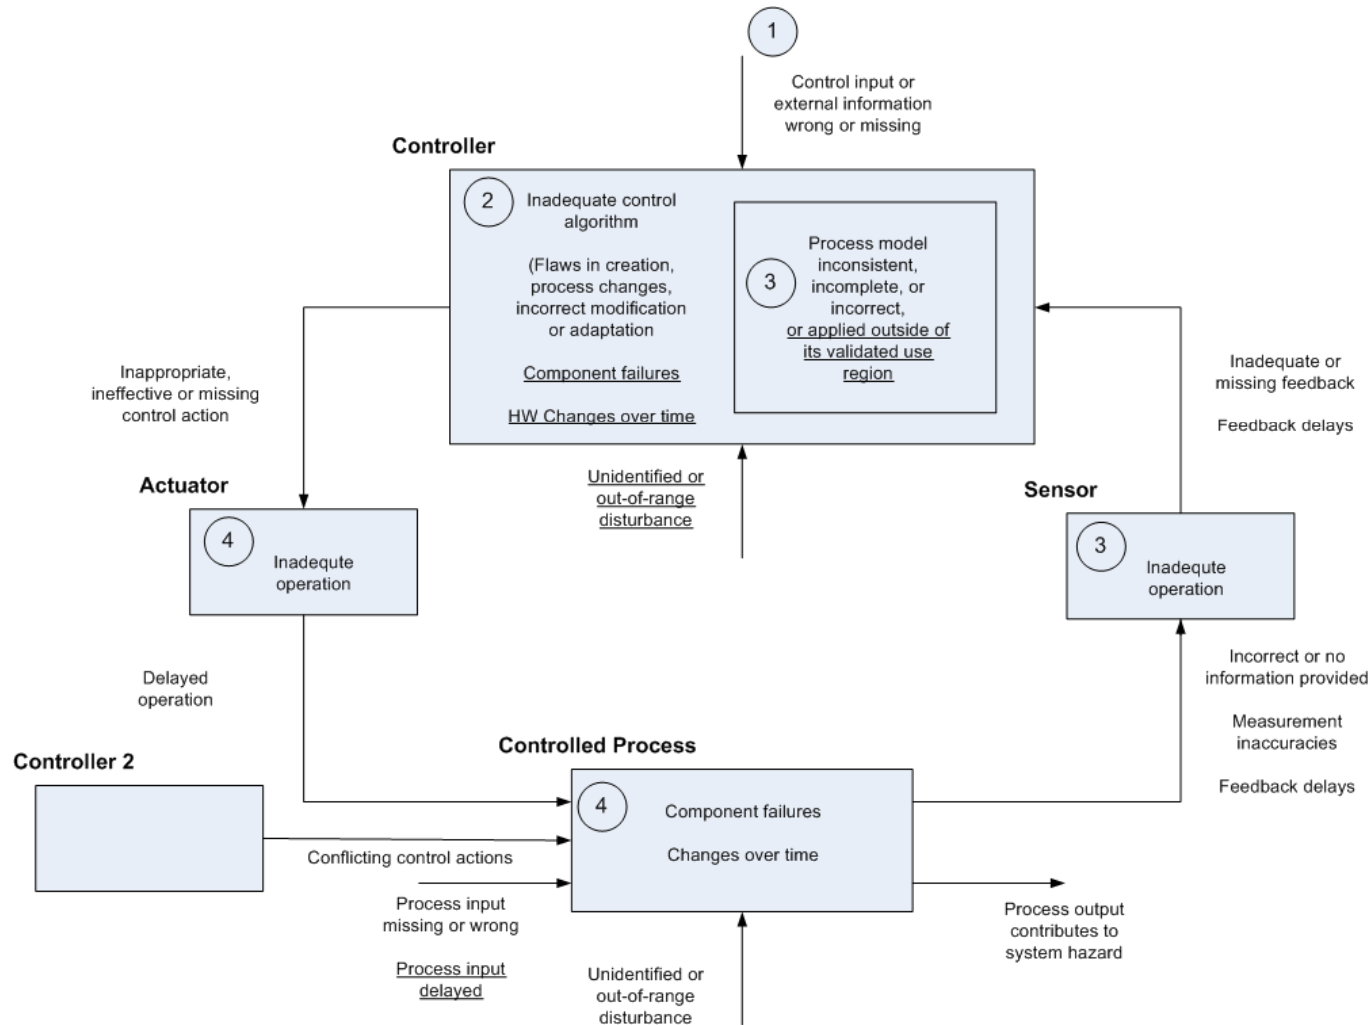 1
Control input or
external information
wrong or missing
Controller
2
Inadequate control
algorithm
(Flaws in creation,
process changes,
incorrect modification
or adaptation
Component failures
HW Changes over time
3
Process model
inconsistent,
incomplete, or
incorrect,
or applied outside of
its validated use
region
Inappropriate,
ineffective or missing
control action
Inadequate or
missing feedback
Feedback delays
Unidentified or
out-of-range
disturbance
Actuator
4
Inadequte
operation
Sensor
3
Inadequte
operation
Delayed
operation
Incorrect or no
information provided
Measurement
inaccuracies
Feedback delays
Controller 2
Controlled Process
4
Component failures
Changes over time
Conflicting control actions
Process input
missing or wrong
Process input
delayed
Unidentified or
out-of-range
disturbance
Process output
contributes to
system hazard